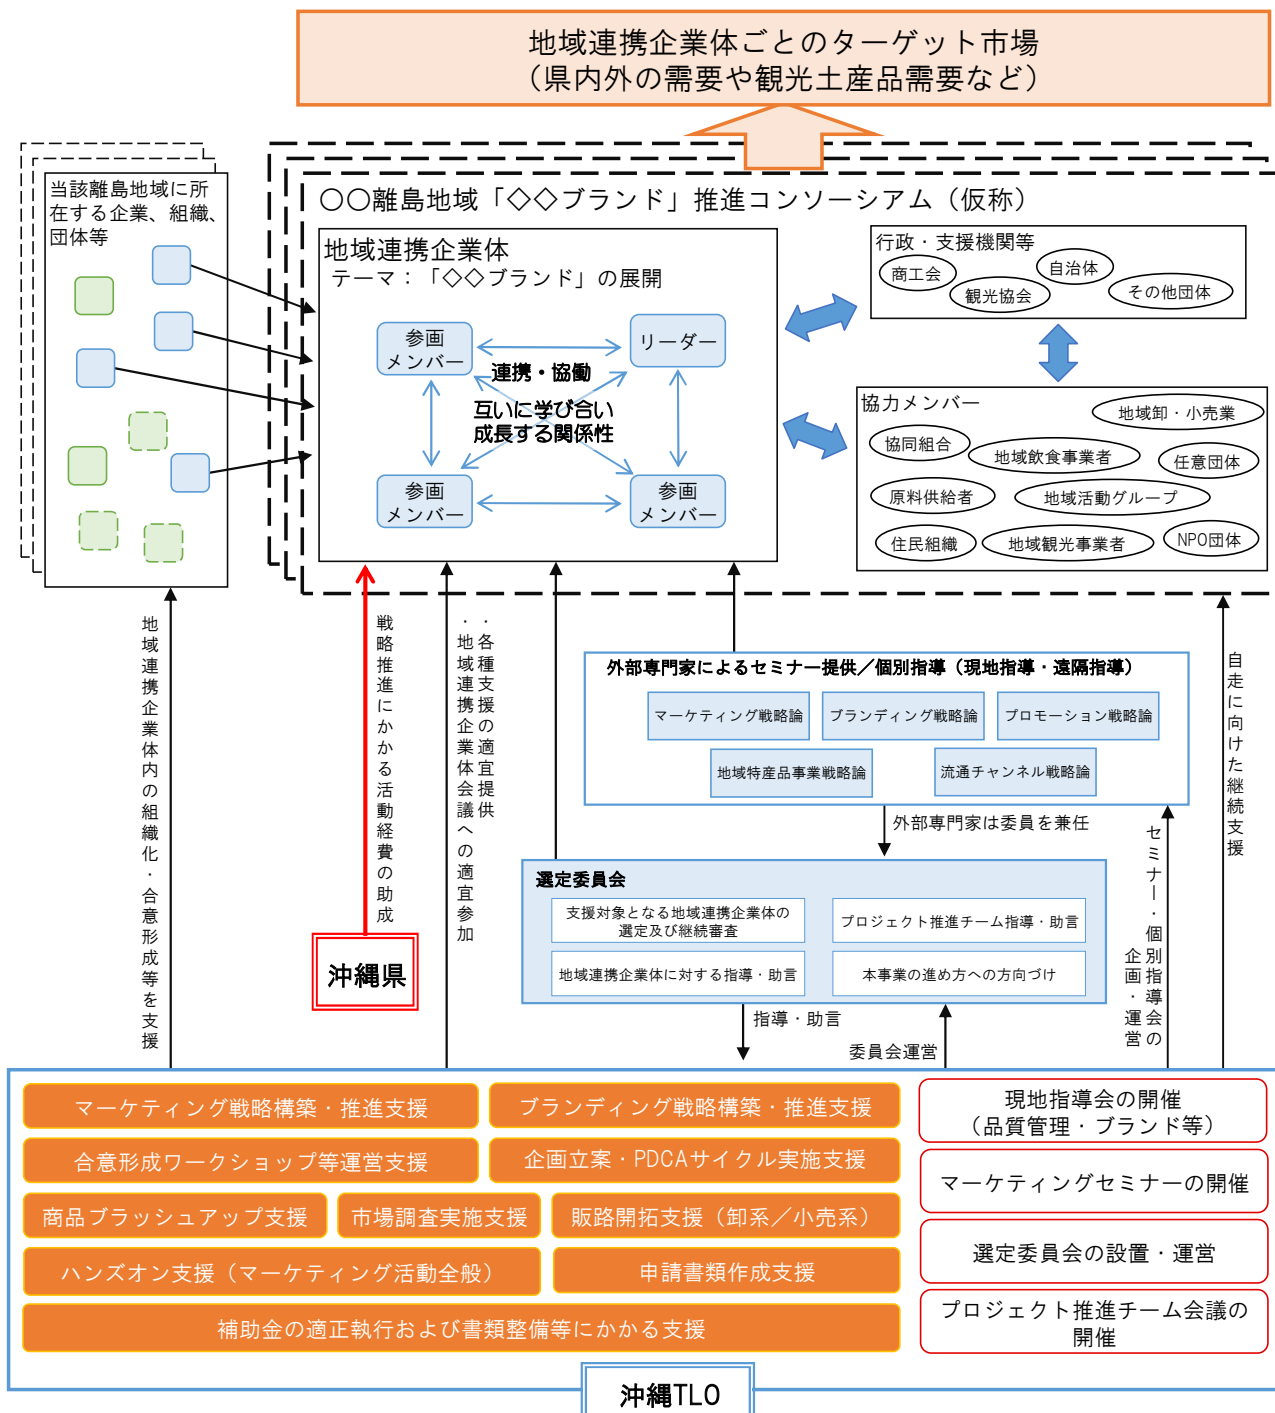 地域連携企業体ごとのターゲット市場
（県内外の需要や観光土産品需要など）
当該離島地域に所
在する企業、組織、
団体等
〇〇離島地域「◇◇ブランド」推進コンソーシアム（仮称）
地域連携企業体
テーマ：「◇◇ブランド」の展開
参画
メンバー
リーダー
連携・協働
互いに学び合い
成長する関係性
参画
メンバー
参画
メンバー
行政・支援機関等
商工会
自治体
観光協会
その他団体
協力メンバー
地域卸・小売業
協同組合
地域飲食事業者
任意団体
原料供給者
地域活動グループ
住民組織
地域観光事業者
NPO団体
地域連携企業体内の組織化・合意形成等を支援
戦略推進にかかる活動経費の助成
・各種支援の適宜提供
・地域連携企業体会議への適宜参加
沖縄県
外部専門家によるセミナー提供／個別指導（現地指導・遠隔指導）
マーケティング戦略論
ブランディング戦略論
プロモーション戦略論
地域特産品事業戦略論
流通チャンネル戦略論
外部専門家は委員を兼任
選定委員会
支援対象となる地域連携企業体の
選定及び継続審査
プロジェクト推進チーム指導・助言
地域連携企業体に対する指導・助言
本事業の進め方への方向づけ
指導・助言
委員会運営
セミナー・個別指導会の
企画・運営
自走に向けた継続支援
マーケティング戦略構築・推進支援
ブランディング戦略構築・推進支援
合意形成ワークショップ等運営支援
企画立案・PDCAサイクル実施支援
商品ブラッシュアップ支援
市場調査実施支援
販路開拓支援（卸系／小売系）
ハンズオン支援（マーケティング活動全般）
申請書類作成支援
補助金の適正執行および書類整備等にかかる支援
現地指導会の開催
（品質管理・ブランド等）
マーケティングセミナーの開催
選定委員会の設置・運営
プロジェクト推進チーム会議の
開催
沖縄TLO